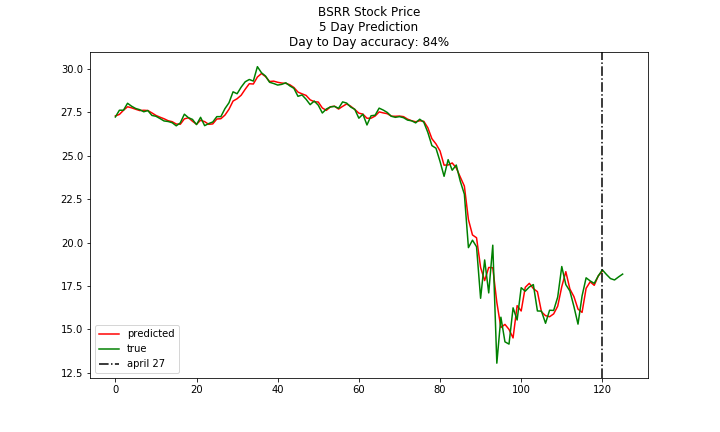 BSRR Stock Price
5 Day Prediction
Day to Day accuracy: 84%
30.0
27.5
25.0
22.5
20.0
17.5
15.0
12.5
predicted
true
april 27
0 20 40 60 80 100 120